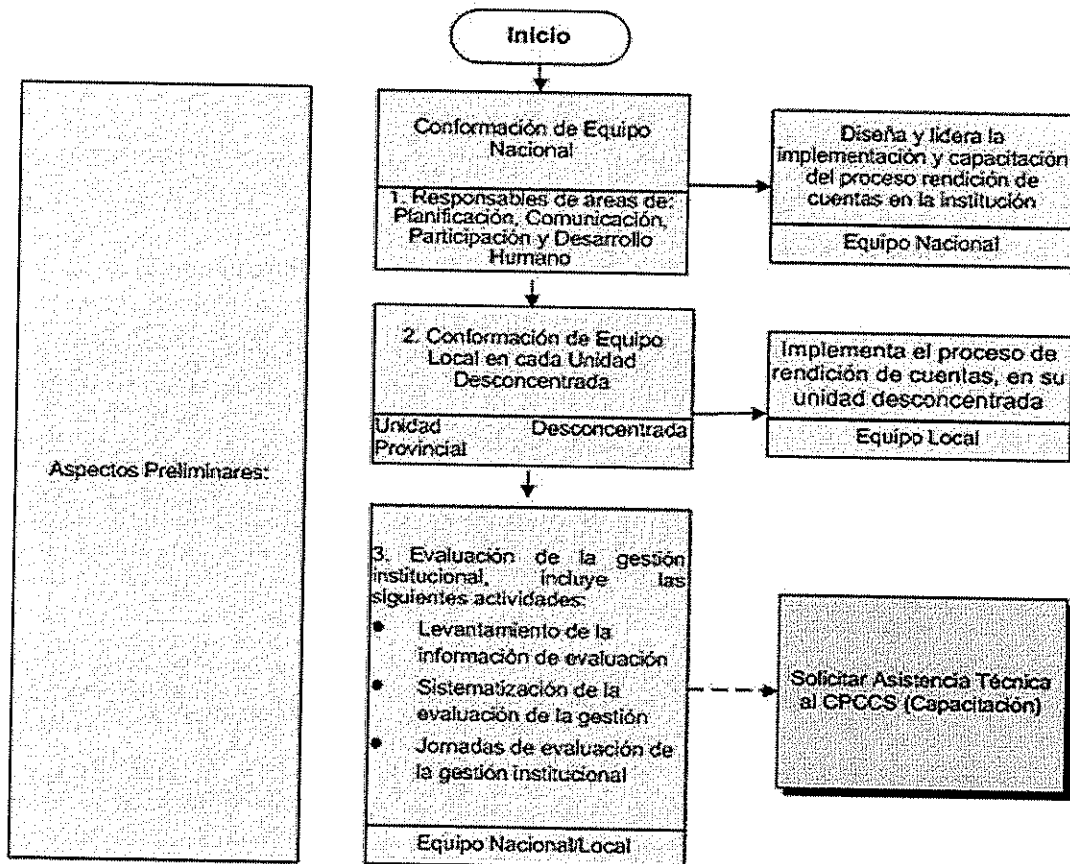 Inicio
Aspectos Preliminares:
Conformación de Equipo
Nacional
1. Responsables de áreas de:
Planificación, Comunicación,
Participación y Desarrollo
Humano
Diseña y lidera la
implementación y capacitación
del proceso rendición de
cuentas en la institución
Equipo Nacional
2. Conformación de Equipo
Local en cada Unidad
Desconcentrada
Unidad Desconcentrada
Provincial
Implementa el proceso de
rendición de cuentas, en su
unidad desconcentrada
Equipo Local
3. Evaluación de la gestión
institucional, incluye las
siguientes actividades:
• Levantamiento de la
información de evaluación
• Sistematización de la
evaluación de la gestión
• Jornadas de evaluación de
la gestión institucional
Equipo Nacional/Local
Solicitar Asistencia Técnica
al CPCCS (Capacitación)